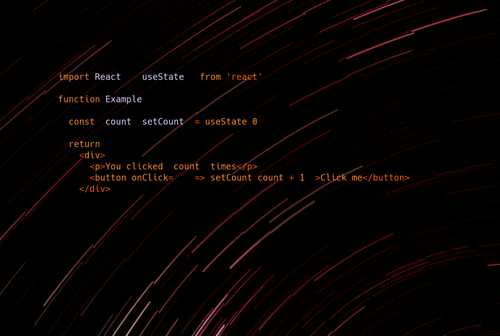 import React    useState   from 'react'
function Example
const  count  setCount  = useState 0
return
<div>
<p>You clicked  count  times</p>
<button onClick=    => setCount count + 1  >Click me</button>
</div>